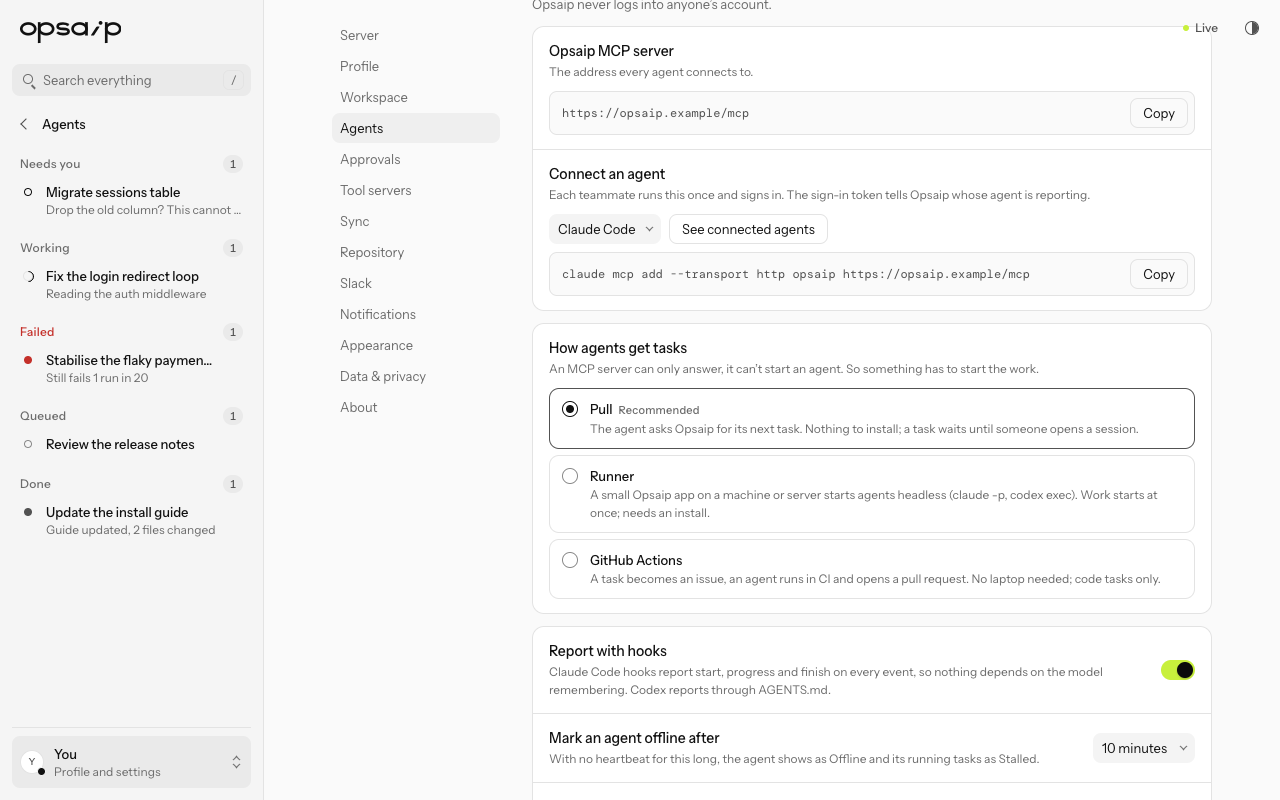 opsaip
Search everything
/
Agents
Needs you
1
Migrate sessions table
Drop the old column? This cannot ...
Working
1
Fix the login redirect loop
Reading the auth middleware
Failed
1
Stabilise the flaky paymen...
Still fails 1 run in 20
Queued
1
Review the release notes
Done
1
Update the install guide
Guide updated, 2 files changed
Y
You
Profile and settings
Server
Profile
Workspace
Agents
Approvals
Tool servers
Sync
Repository
Slack
Notifications
Appearance
Data & privacy
About
Live
Opsaip never logs into anyone's account.
Opsaip MCP server
The address every agent connects to.
https://opsaip.example/mcp
Copy
Connect an agent
Each teammate runs this once and signs in. The sign-in token tells Opsaip whose agent is reporting.
Claude Code
See connected agents
claude mcp add --transport http opsaip https://opsaip.example/mcp
Copy
How agents get tasks
An MCP server can only answer, it can't start an agent. So something has to start the work.
Pull Recommended
The agent asks Opsaip for its next task. Nothing to install; a task waits until someone opens a session.
Runner
A small Opsaip app on a machine or server starts agents headless (claude -p, codex exec). Work starts at
once; needs an install.
GitHub Actions
A task becomes an issue, an agent runs in CI and opens a pull request. No laptop needed; code tasks only.
Report with hooks
Claude Code hooks report start, progress and finish on every event, so nothing depends on the model
remembering. Codex reports through AGENTS.md.
Mark an agent offline after
With no heartbeat for this long, the agent shows as Offline and its running tasks as Stalled.
10 minutes